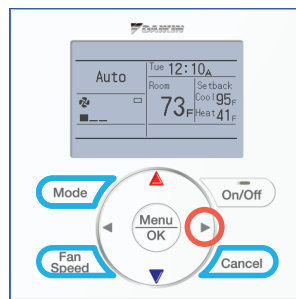 DAIKIN
Auto
Tue 12:10A
Room
Setback
Cool 95F
73F
Heat 41F
Mode
On/Off
Menu
OK
Fan
Speed
Cancel